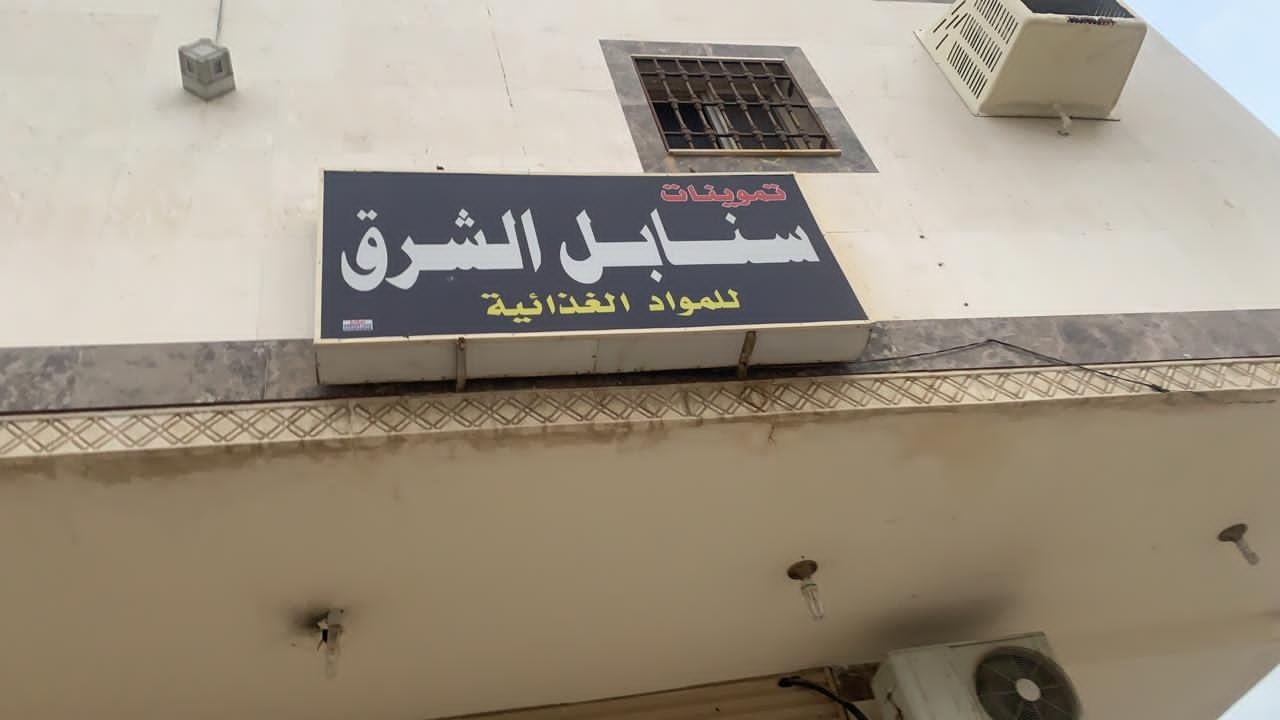 تموينات
سنابل الشرق
للمواد الغذائية